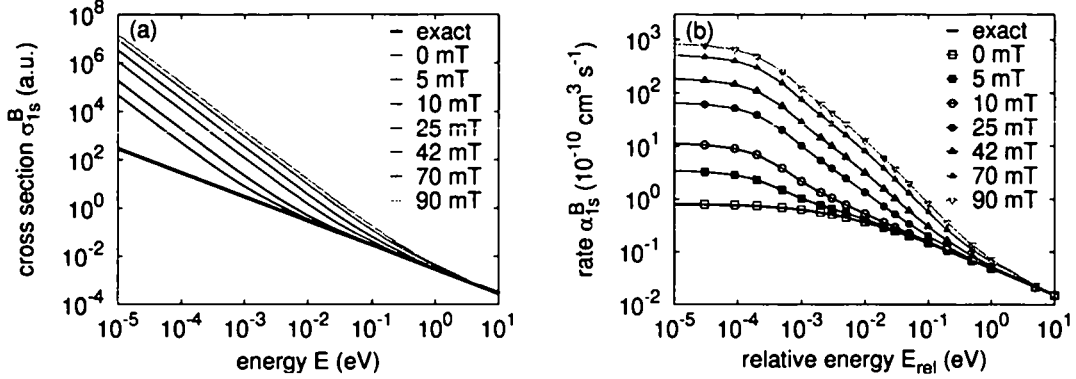 (a)
cross section σ_1s^B (a.u.)
10^8
10^6
10^4
10^2
10^0
10^-2
10^-4
exact
0 mT
5 mT
10 mT
25 mT
42 mT
70 mT
90 mT
10^-5 10^-4 10^-3 10^-2 10^-1 10^0 10^1
energy E (eV)
(b)
rate α_1s^B (10^-10 cm^3 s^-1)
10^3
10^2
10^1
10^0
10^-1
10^-2
exact
0 mT
5 mT
10 mT
25 mT
42 mT
70 mT
90 mT
10^-5 10^-4 10^-3 10^-2 10^-1 10^0 10^1
relative energy E_rel (eV)